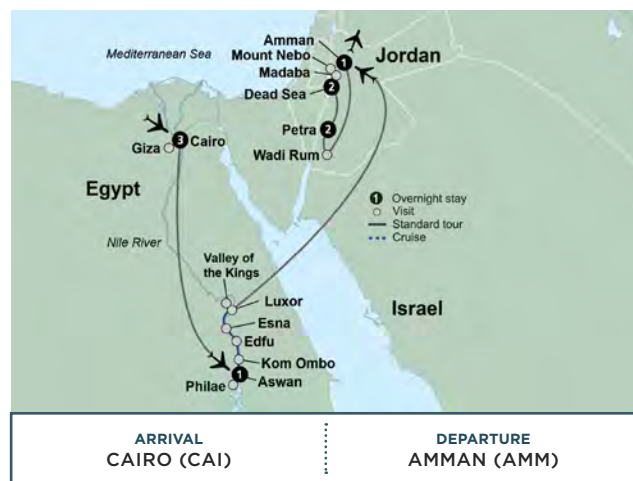 Mediterranean Sea
Amman
1
Jordan
Mount Nebo
Madaba
2
Dead Sea
Petra
2
Wadi Rum
3
Cairo
Giza
Egypt
Nile River
1 Overnight stay
Visit
Standard tour
Cruise
Valley of
the Kings
Luxor
Israel
Esna
Edfu
Kom Ombo
1
Aswan
Philae
ARRIVAL
CAIRO (CAI)
DEPARTURE
AMMAN (AMM)